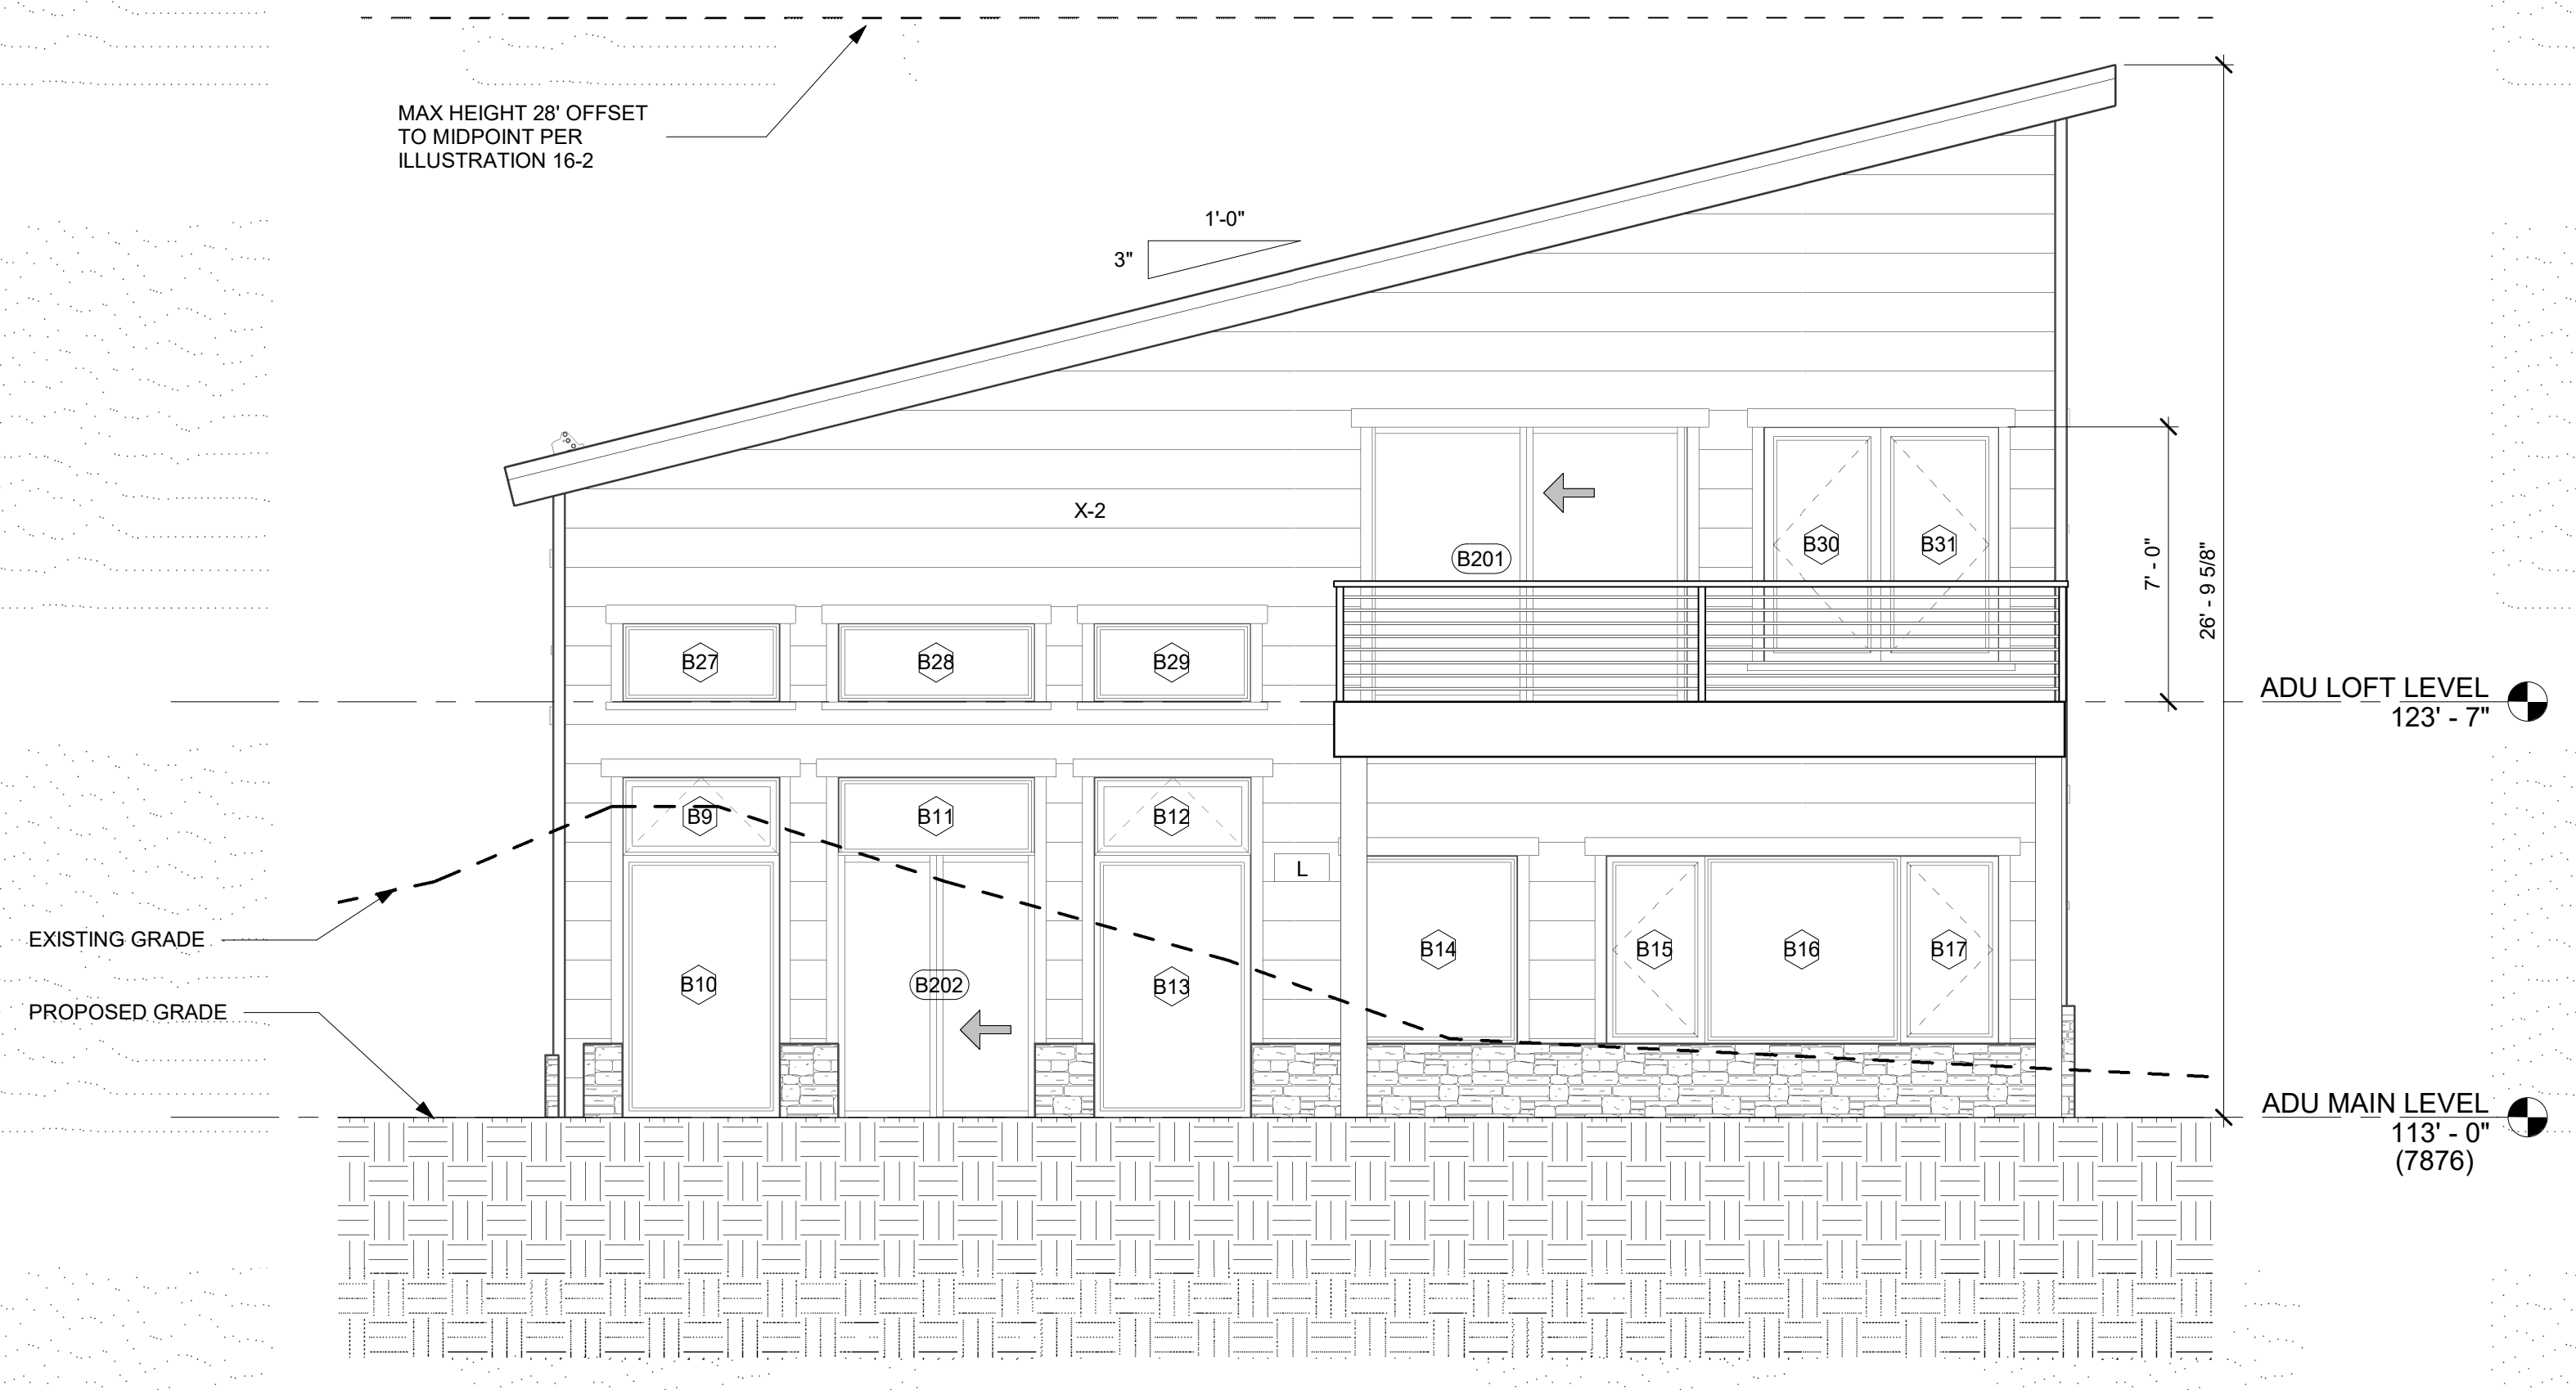 MAX HEIGHT 28' OFFSET
TO MIDPOINT PER
ILLUSTRATION 16-2
1'-0"
3"
X-2
B201
B30
B31
7' - 0"
26' - 9 5/8"
B27
B28
B29
ADU LOFT LEVEL
123' - 7"
B9
B11
B12
L
EXISTING GRADE
B14
B15
B16
B17
B10
B202
B13
PROPOSED GRADE
ADU MAIN LEVEL
113' - 0"
(7876)